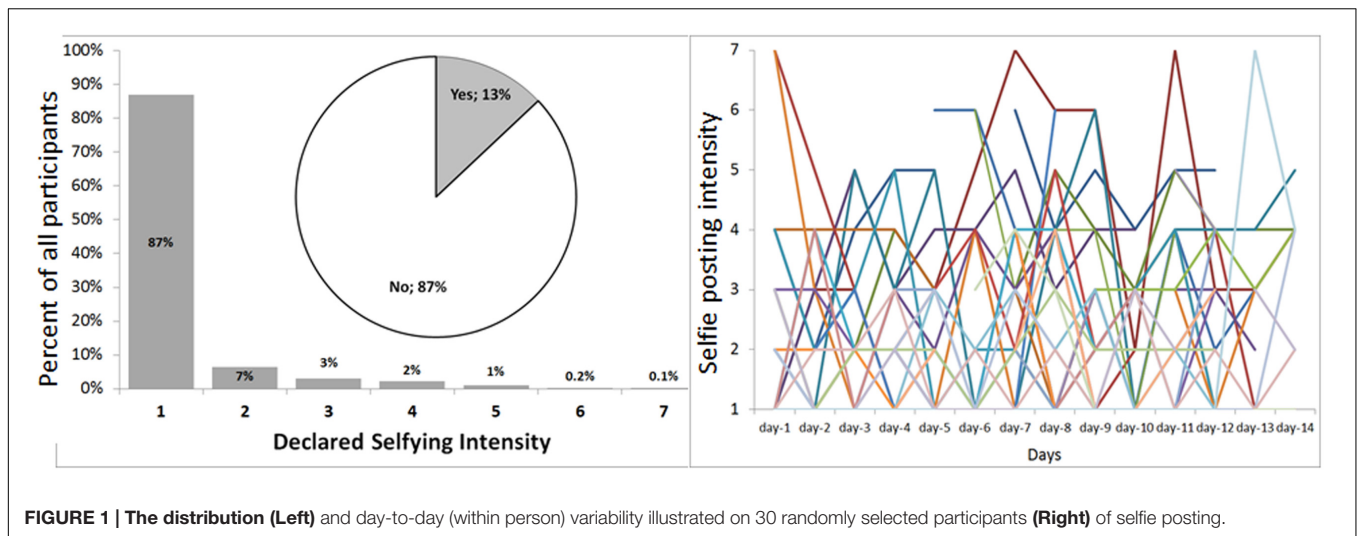 Percent of all participants
100%
90%
80%
70%
60%
50%
40%
30%
20%
10%
0%
87%
7%
3%
2%
1%
0.2%
0.1%
1 2 3 4 5 6 7
Declared Selfying Intensity
Yes; 13%
No; 87%
Selfie posting intensity
7
6
5
4
3
2
1
day-1 day-2 day-3 day-4 day-5 day-6 day-7 day-8 day-9 day-10 day-11 day-12 day-13 day-14
Days
FIGURE 1 | The distribution (Left) and day-to-day (within person) variability illustrated on 30 randomly selected participants (Right) of selfie posting.